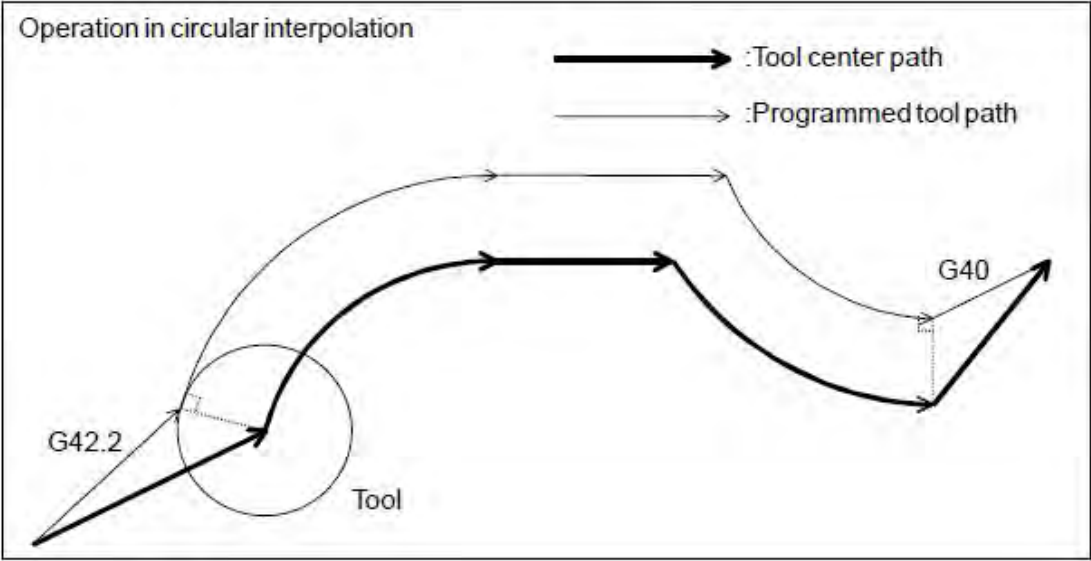 Operation in circular interpolation
:Tool center path
:Programmed tool path
G40
G42.2
Tool